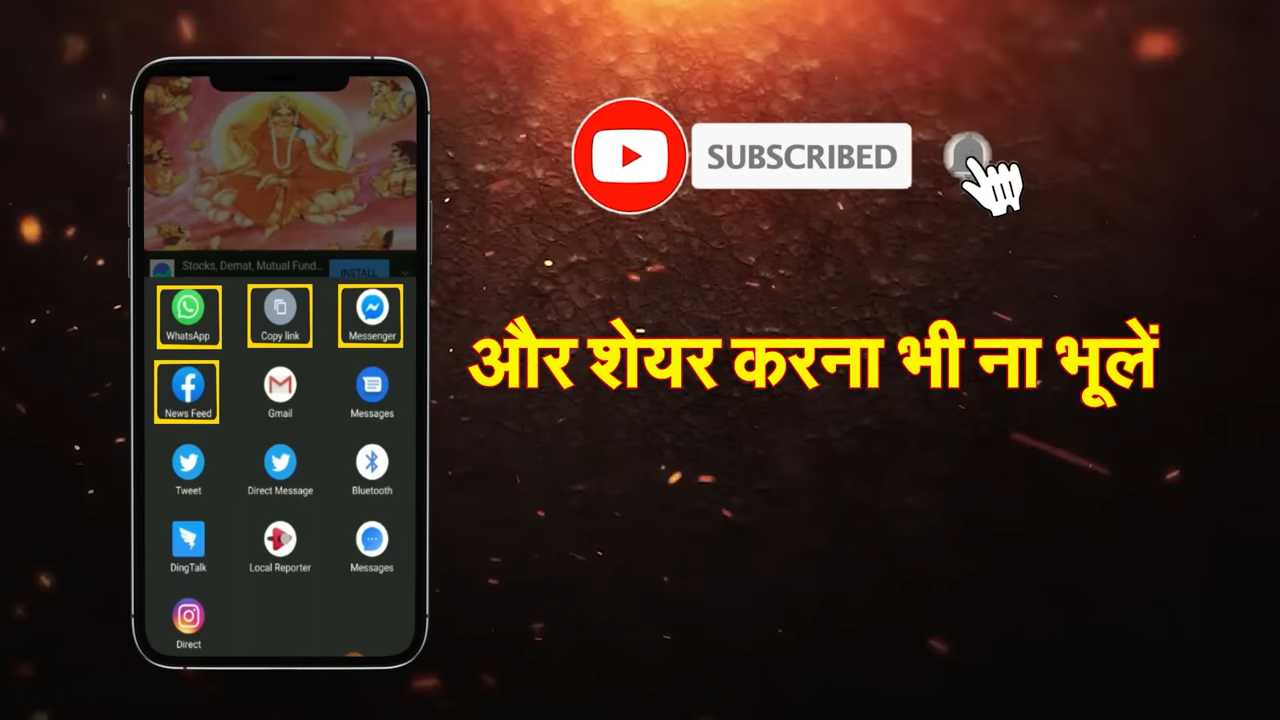 SUBSCRIBED
Stocks, Demat, Mutual Fund...
INSTALL
WhatsApp
Copy link
Messenger
News Feed
Gmail
Messages
Tweet
Direct Message
Bluetooth
DingTalk
Local Reporter
Messages
Direct
और शेयर करना भी ना भूलें